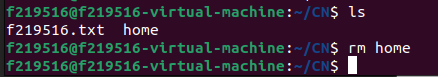 f219516@f219516-virtual-machine:~/CN$ ls
f219516.txt  home
f219516@f219516-virtual-machine:~/CN$ rm home
f219516@f219516-virtual-machine:~/CN$